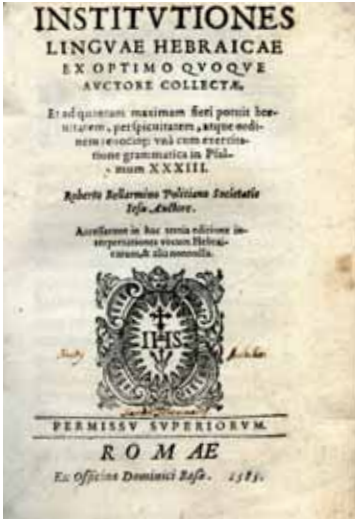 INSTITVTIONES
LINGVAE HEBRAICAE
EX OPTIMO QVOQVE
AVCTORE COLLECTÆ,
Et ad quantam maximam fieri potuit bre-
uitatem, perspicuitatem, atque ordi-
nem reuocatæ: vnà cum exercita-
tione grammatica in Psal-
mum XXXIII.
Roberto Bellarmino Politiano Societatis
Iesu Auctore.
Accesserunt in hac tertia editione in-
terpretationes vocum Hebrai-
carum, & alia nonnulla.
IHS
PERMISSV SVPERIORVM.
ROMAE
Ex Officina Dominici Basæ. 1585.